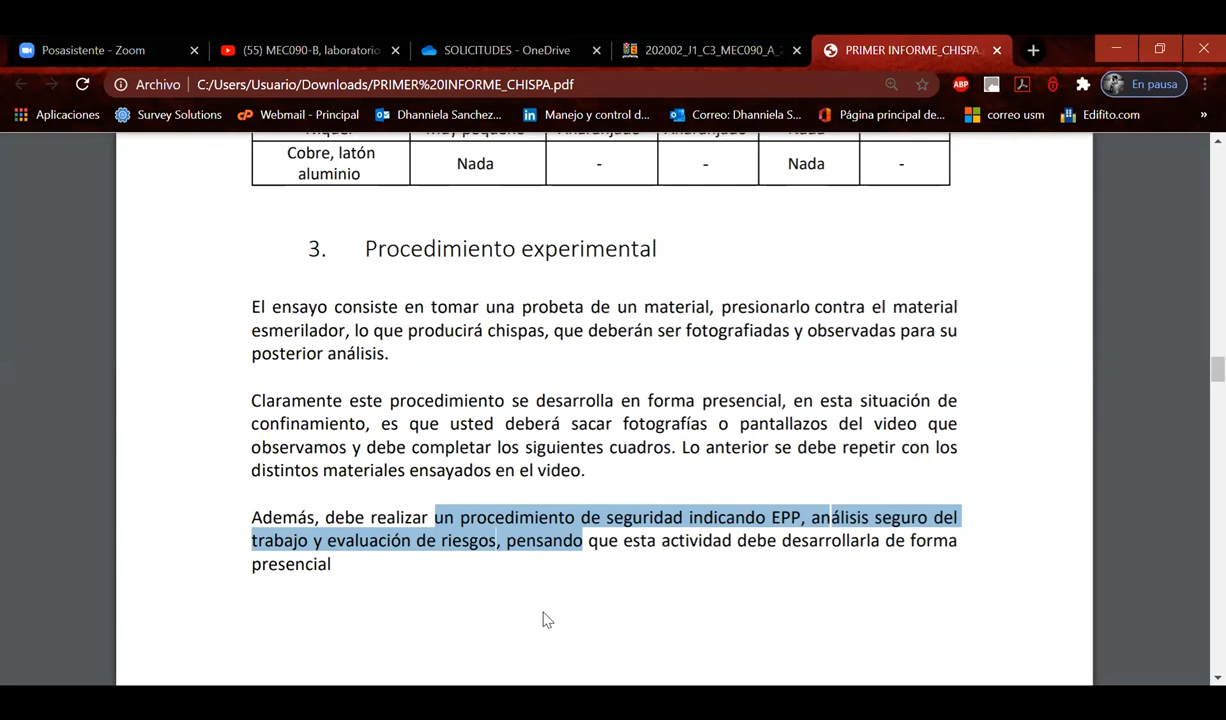 Posasistente - Zoom
(55) MEC090-B, laboratorio
SOLICITUDES - OneDrive
202002_J1_C3_MEC090_A_
PRIMER INFORME_CHISPA.
Archivo
C:/Users/Usuario/Downloads/PRIMER%20INFORME_CHISPA.pdf
ABP
En pausa
Aplicaciones
Survey Solutions
Webmail - Principal
Dhanniela Sanchez...
Manejo y control d...
Correo: Dhanniela S...
Página principal de...
correo usm
Edifito.com
»
Cobre, latón
aluminio
Nada
-
-
Nada
-
3. Procedimiento experimental
El ensayo consiste en tomar una probeta de un material, presionarlo contra el material
esmerilador, lo que producirá chispas, que deberán ser fotografiadas y observadas para su
posterior análisis.
Claramente este procedimiento se desarrolla en forma presencial, en esta situación de
confinamiento, es que usted deberá sacar fotografías o pantallazos del video que
observamos y debe completar los siguientes cuadros. Lo anterior se debe repetir con los
distintos materiales ensayados en el video.
Además, debe realizar un procedimiento de seguridad indicando EPP, análisis seguro del
trabajo y evaluación de riesgos, pensando que esta actividad debe desarrollarla de forma
presencial